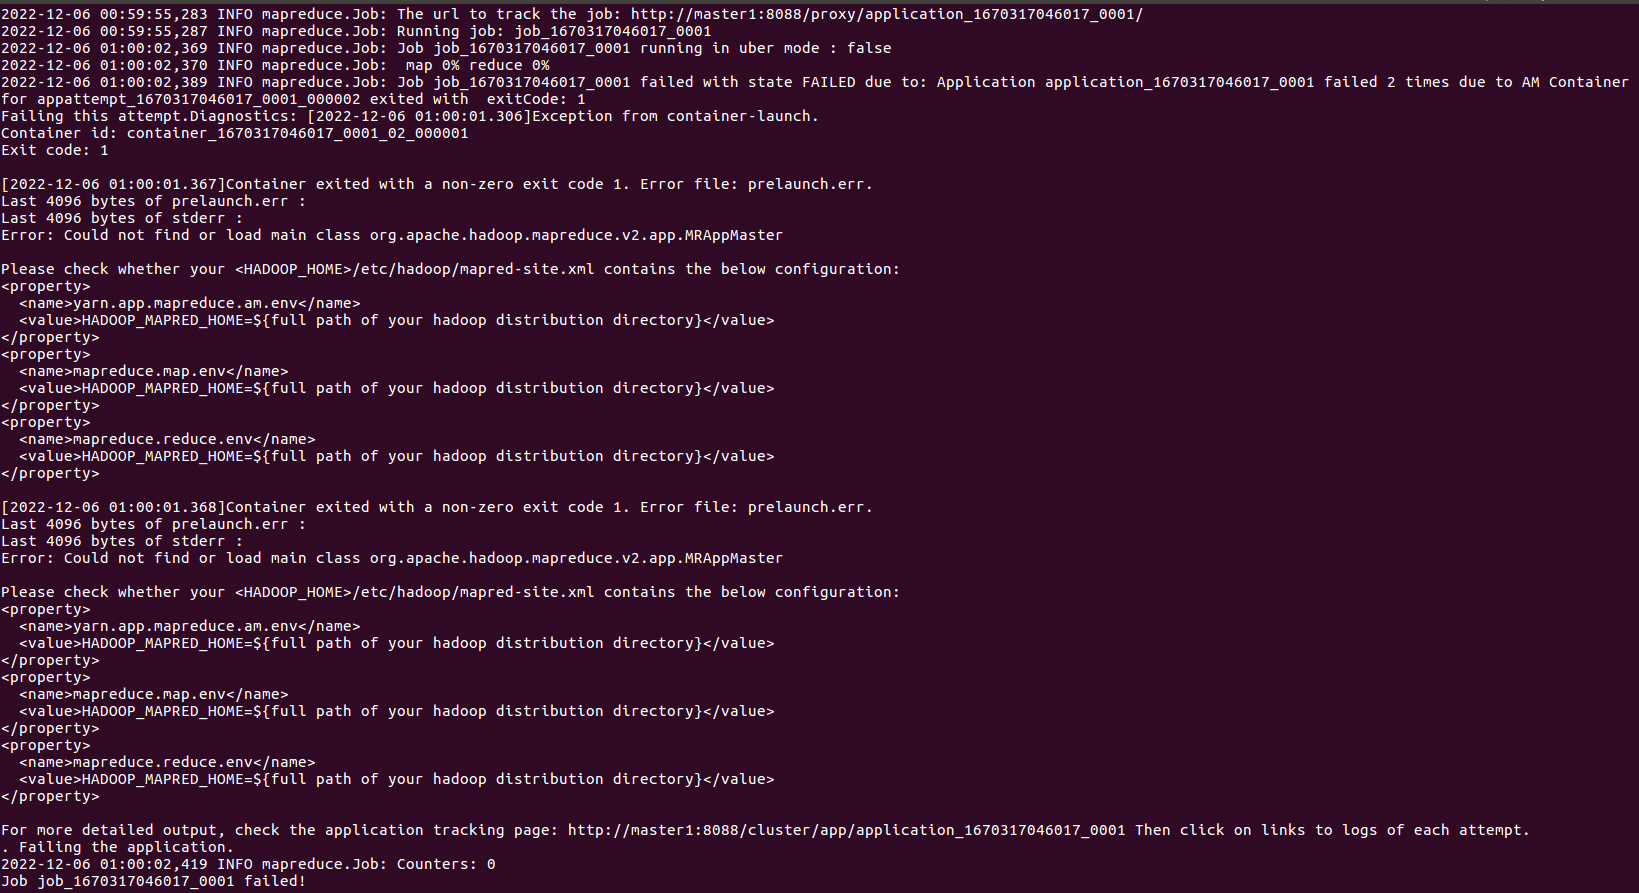 2022-12-06 00:59:55,283 INFO mapreduce.Job: The url to track the job: http://master1:8088/proxy/application_1670317046017_0001/
2022-12-06 00:59:55,287 INFO mapreduce.Job: Running job: job_1670317046017_0001
2022-12-06 01:00:02,369 INFO mapreduce.Job: Job job_1670317046017_0001 running in uber mode : false
2022-12-06 01:00:02,370 INFO mapreduce.Job:  map 0% reduce 0%
2022-12-06 01:00:02,389 INFO mapreduce.Job: Job job_1670317046017_0001 failed with state FAILED due to: Application application_1670317046017_0001 failed 2 times due to AM Container
for appattempt_1670317046017_0001_000002 exited with  exitCode: 1
Failing this attempt.Diagnostics: [2022-12-06 01:00:01.306]Exception from container-launch.
Container id: container_1670317046017_0001_02_000001
Exit code: 1

[2022-12-06 01:00:01.367]Container exited with a non-zero exit code 1. Error file: prelaunch.err.
Last 4096 bytes of prelaunch.err :
Last 4096 bytes of stderr :
Error: Could not find or load main class org.apache.hadoop.mapreduce.v2.app.MRAppMaster

Please check whether your <HADOOP_HOME>/etc/hadoop/mapred-site.xml contains the below configuration:
<property>
  <name>yarn.app.mapreduce.am.env</name>
  <value>HADOOP_MAPRED_HOME=${full path of your hadoop distribution directory}</value>
</property>
<property>
  <name>mapreduce.map.env</name>
  <value>HADOOP_MAPRED_HOME=${full path of your hadoop distribution directory}</value>
</property>
<property>
  <name>mapreduce.reduce.env</name>
  <value>HADOOP_MAPRED_HOME=${full path of your hadoop distribution directory}</value>
</property>

[2022-12-06 01:00:01.368]Container exited with a non-zero exit code 1. Error file: prelaunch.err.
Last 4096 bytes of prelaunch.err :
Last 4096 bytes of stderr :
Error: Could not find or load main class org.apache.hadoop.mapreduce.v2.app.MRAppMaster

Please check whether your <HADOOP_HOME>/etc/hadoop/mapred-site.xml contains the below configuration:
<property>
  <name>yarn.app.mapreduce.am.env</name>
  <value>HADOOP_MAPRED_HOME=${full path of your hadoop distribution directory}</value>
</property>
<property>
  <name>mapreduce.map.env</name>
  <value>HADOOP_MAPRED_HOME=${full path of your hadoop distribution directory}</value>
</property>
<property>
  <name>mapreduce.reduce.env</name>
  <value>HADOOP_MAPRED_HOME=${full path of your hadoop distribution directory}</value>
</property>

For more detailed output, check the application tracking page: http://master1:8088/cluster/app/application_1670317046017_0001 Then click on links to logs of each attempt.
. Failing the application.
2022-12-06 01:00:02,419 INFO mapreduce.Job: Counters: 0
Job job_1670317046017_0001 failed!